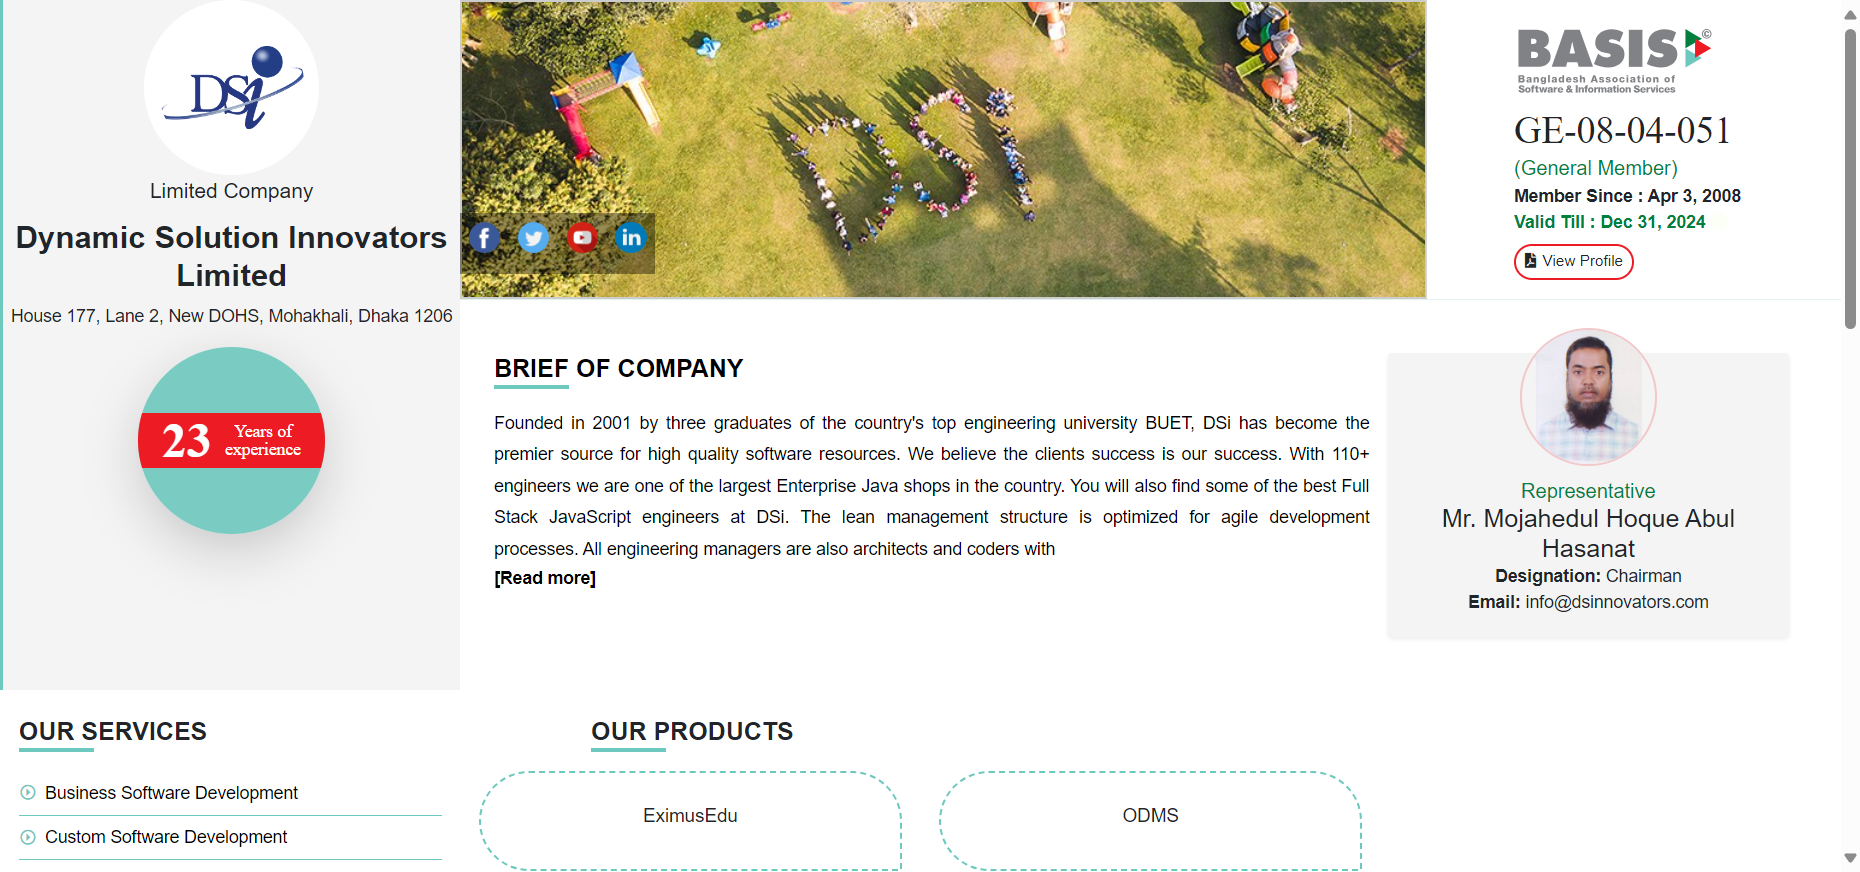 DSi
Limited Company
Dynamic Solution Innovators
Limited
House 177, Lane 2, New DOHS, Mohakhali, Dhaka 1206
23 Years of
experience
DSI
f
in
BASIS ©
Bangladesh Association of
Software & Information Services
GE-08-04-051
(General Member)
Member Since : Apr 3, 2008
Valid Till : Dec 31, 2024
View Profile
BRIEF OF COMPANY
Founded in 2001 by three graduates of the country's top engineering university BUET, DSi has become the
premier source for high quality software resources. We believe the clients success is our success. With 110+
engineers we are one of the largest Enterprise Java shops in the country. You will also find some of the best Full
Stack JavaScript engineers at DSi. The lean management structure is optimized for agile development
processes. All engineering managers are also architects and coders with
[Read more]
Representative
Mr. Mojahedul Hoque Abul
Hasanat
Designation: Chairman
Email: info@dsinnovators.com
OUR SERVICES
Business Software Development
Custom Software Development
OUR PRODUCTS
EximusEdu
ODMS